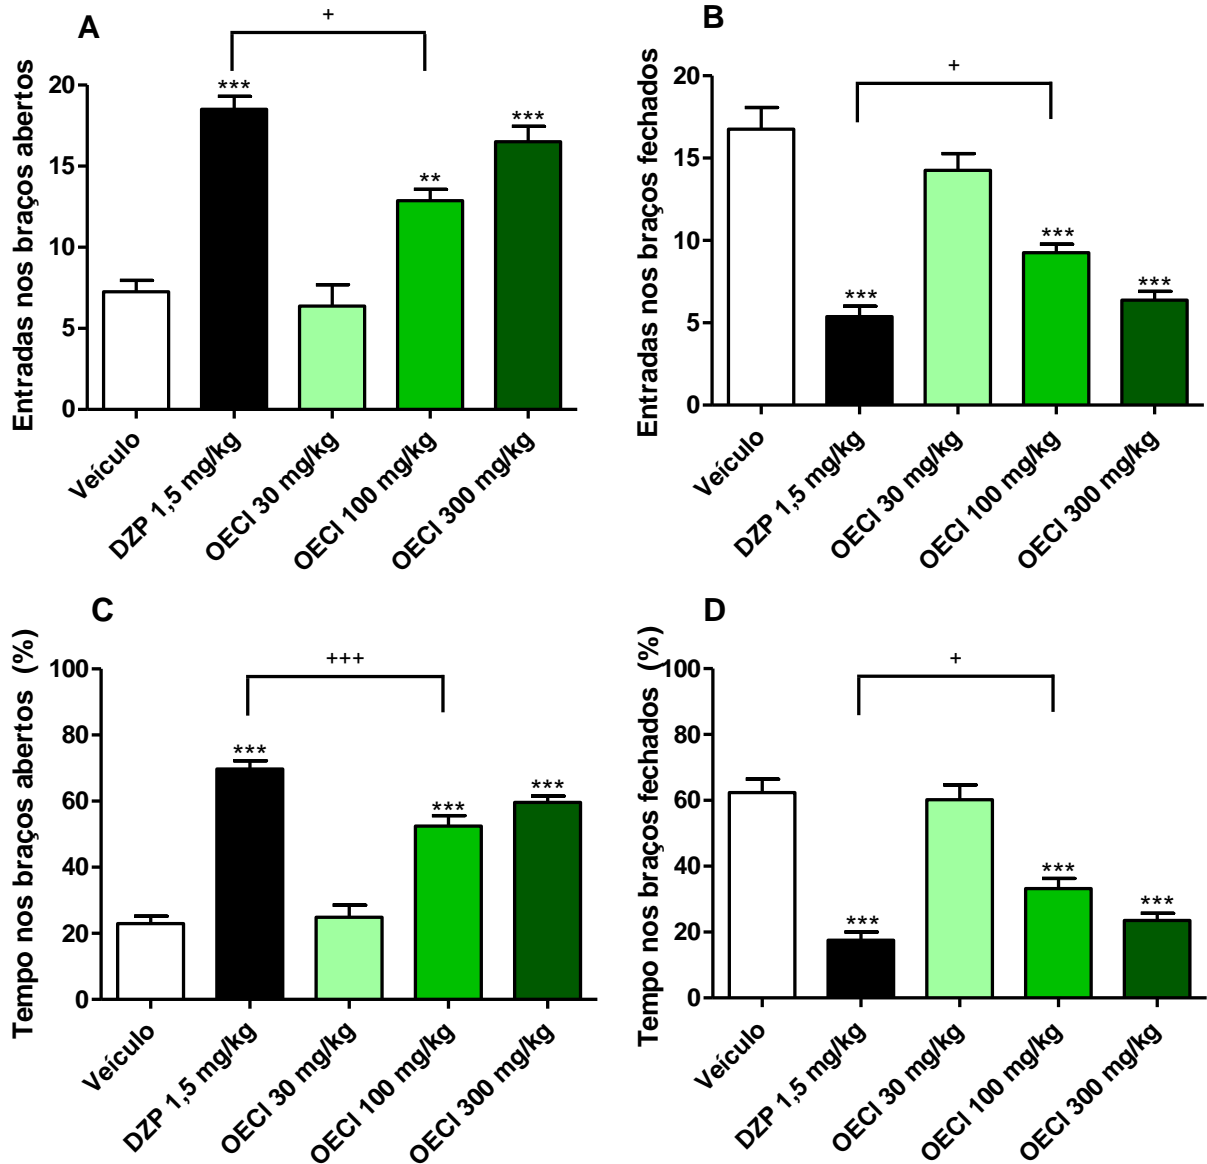 A
+
Entradas nos braços abertos
20
15
10
5
0
***
**
***
Veículo
DZP 1,5 mg/kg
OECI 30 mg/kg
OECI 100 mg/kg
OECI 300 mg/kg
B
+
Entradas nos braços fechados
20
15
10
5
0
***
***
***
Veículo
DZP 1,5 mg/kg
OECI 30 mg/kg
OECI 100 mg/kg
OECI 300 mg/kg
C
+++
Tempo nos braços abertos (%)
100
80
60
40
20
0
***
***
***
Veículo
DZP 1,5 mg/kg
OECI 30 mg/kg
OECI 100 mg/kg
OECI 300 mg/kg
D
+
Tempo nos braços fechados (%)
100
80
60
40
20
0
***
***
***
Veículo
DZP 1,5 mg/kg
OECI 30 mg/kg
OECI 100 mg/kg
OECI 300 mg/kg